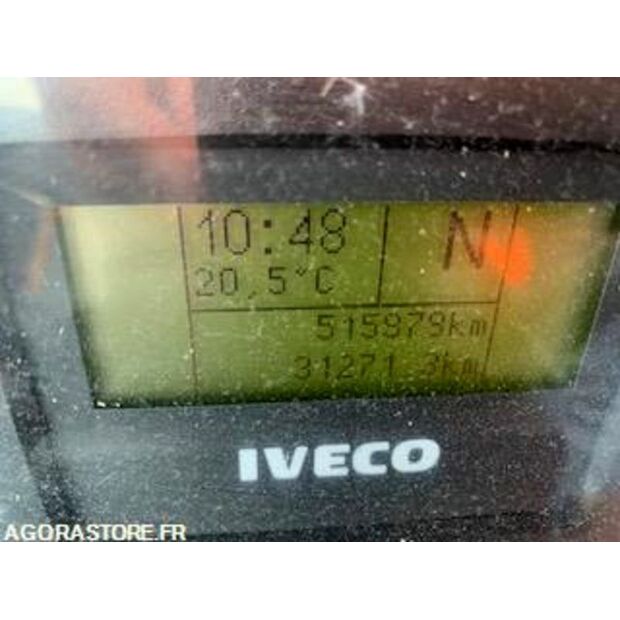 10:48 N
20,5°C
515979km
31271.3km
IVECO
AGORASTORE.FR